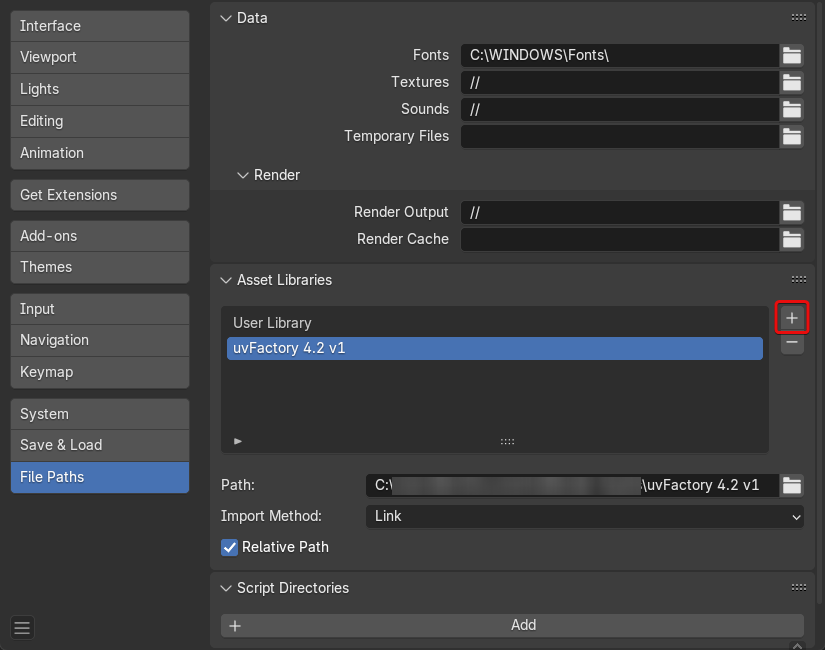 Interface
Viewport
Lights
Editing
Animation
Get Extensions
Add-ons
Themes
Input
Navigation
Keymap
System
Save & Load
File Paths
Data
Fonts C:\WINDOWS\Fonts\
Textures //
Sounds //
Temporary Files
Render
Render Output //
Render Cache
Asset Libraries
User Library
uvFactory 4.2 v1
Path: C:\ \uvFactory 4.2 v1
Import Method: Link
Relative Path
Script Directories
Add